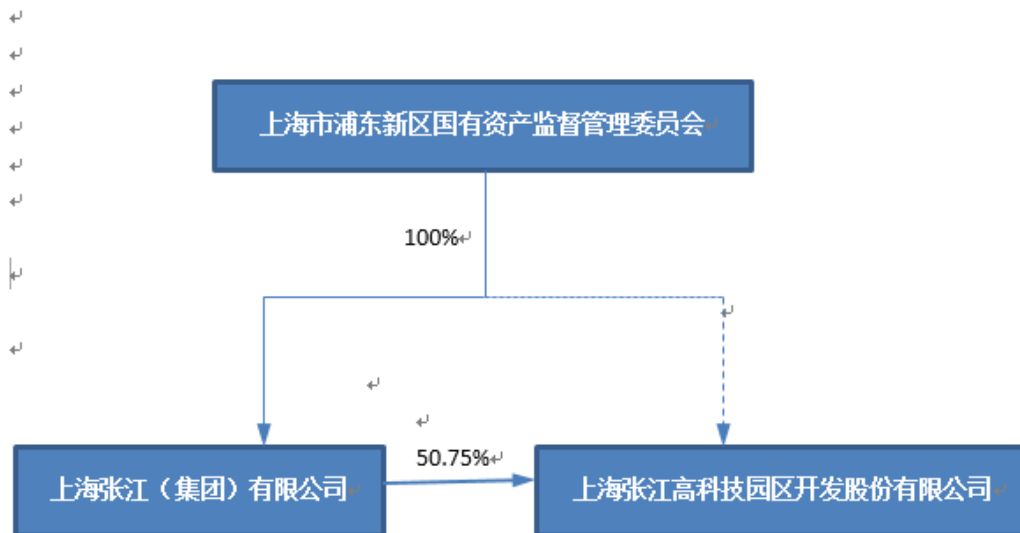 上海市浦东新区国有资产监督管理委员会
100%
50.75%
上海张江（集团）有限公司
上海张江高科技园区开发股份有限公司